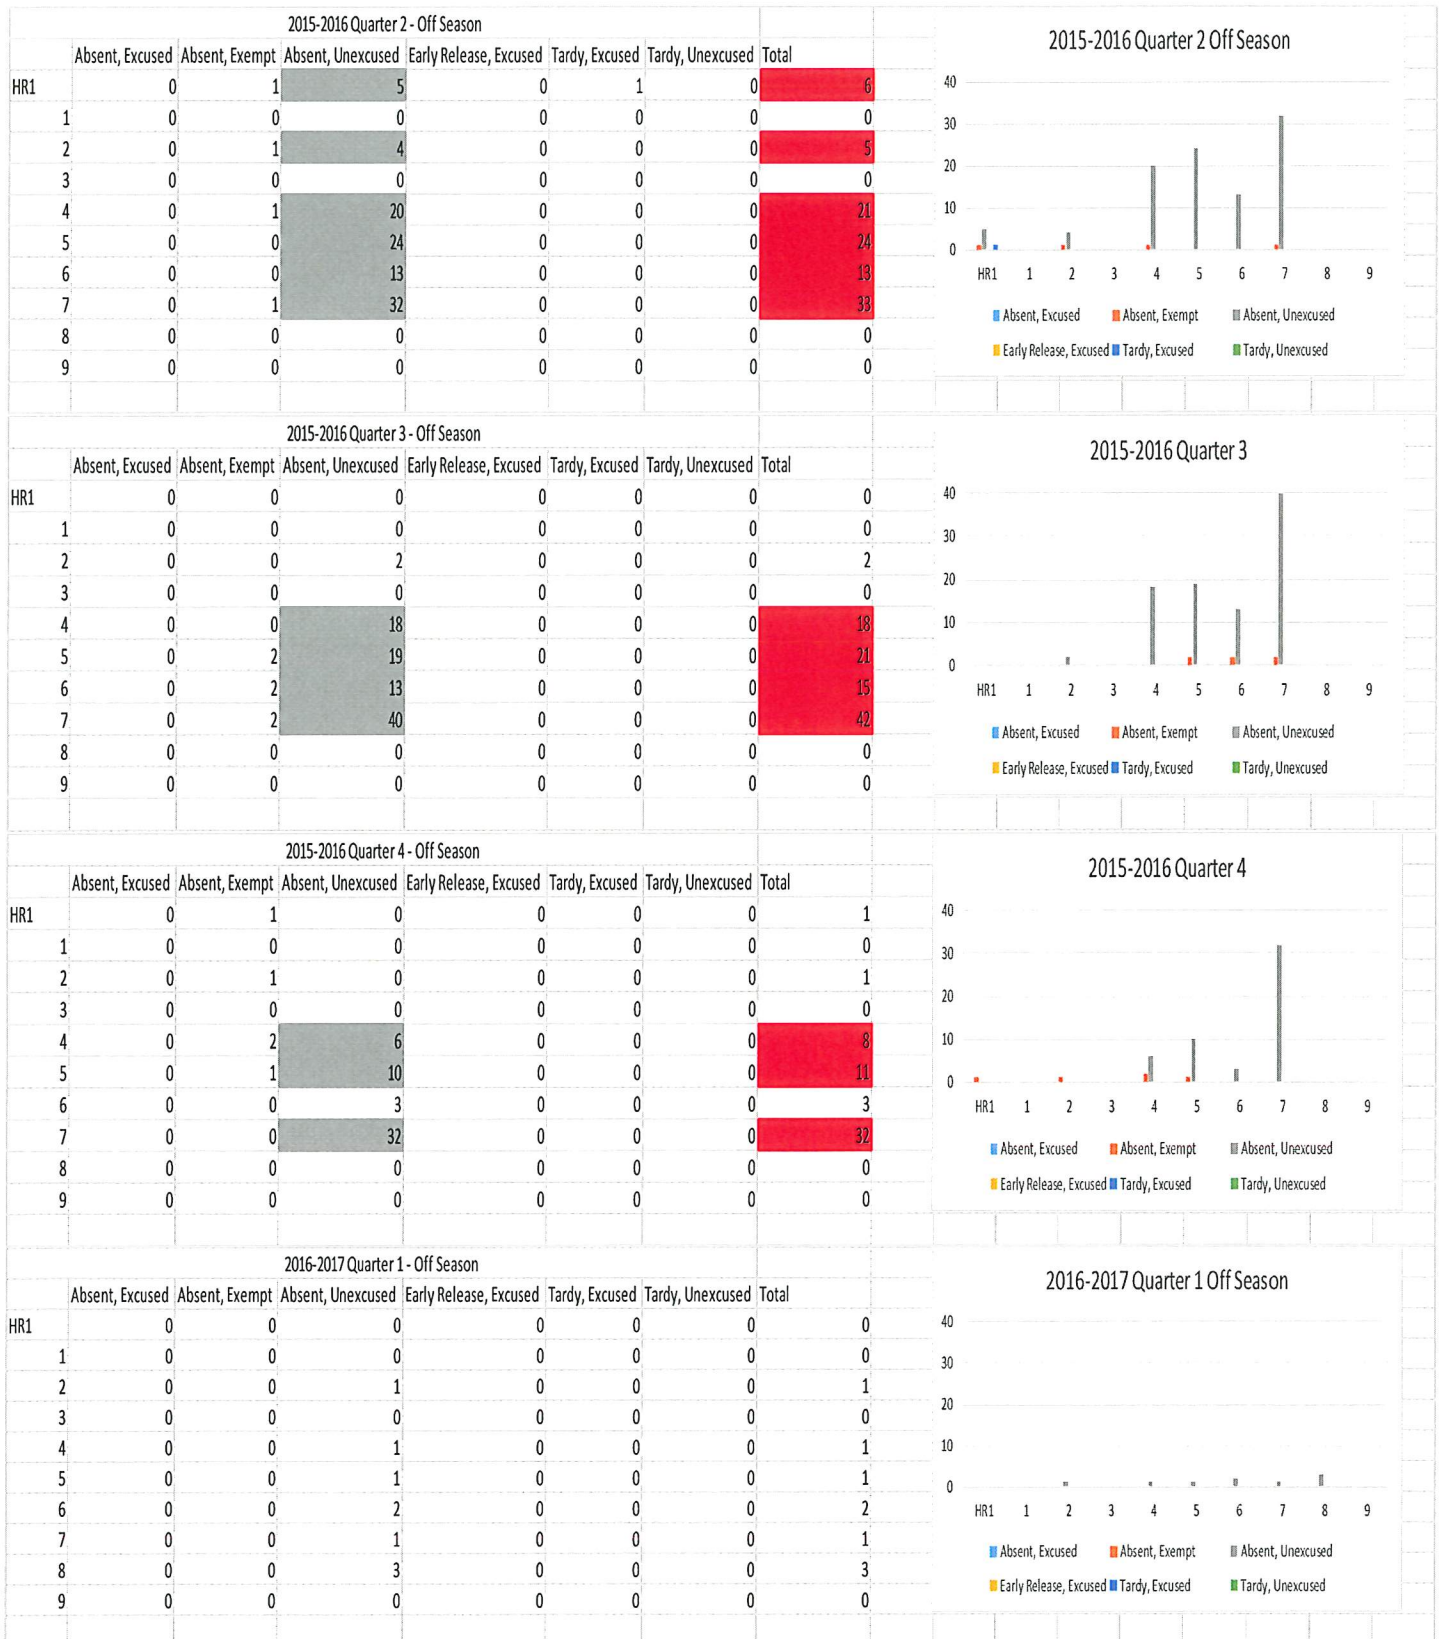 2015-2016 Quarter 2 - Off Season
Absent, Excused Absent, Exempt Absent, Unexcused Early Release, Excused Tardy, Excused Tardy, Unexcused Total
HR1 0 1 5 0 1 0 6
1 0 0 0 0 0 0 0
2 0 1 4 0 0 0 5
3 0 0 0 0 0 0 0
4 0 1 20 0 0 0 21
5 0 0 24 0 0 0 24
6 0 0 13 0 0 0 13
7 0 1 32 0 0 0 33
8 0 0 0 0 0 0 0
9 0 0 0 0 0 0 0
2015-2016 Quarter 2 Off Season
40
30
20
10
0
HR1 1 2 3 4 5 6 7 8 9
Absent, Excused Absent, Exempt Absent, Unexcused
Early Release, Excused Tardy, Excused Tardy, Unexcused
2015-2016 Quarter 3 - Off Season
Absent, Excused Absent, Exempt Absent, Unexcused Early Release, Excused Tardy, Excused Tardy, Unexcused Total
HR1 0 0 0 0 0 0 0
1 0 0 0 0 0 0 0
2 0 0 2 0 0 0 2
3 0 0 0 0 0 0 0
4 0 0 18 0 0 0 18
5 0 2 19 0 0 0 21
6 0 2 13 0 0 0 15
7 0 2 40 0 0 0 42
8 0 0 0 0 0 0 0
9 0 0 0 0 0 0 0
2015-2016 Quarter 3
40
30
20
10
0
HR1 1 2 3 4 5 6 7 8 9
Absent, Excused Absent, Exempt Absent, Unexcused
Early Release, Excused Tardy, Excused Tardy, Unexcused
2015-2016 Quarter 4 - Off Season
Absent, Excused Absent, Exempt Absent, Unexcused Early Release, Excused Tardy, Excused Tardy, Unexcused Total
HR1 0 1 0 0 0 0 1
1 0 0 0 0 0 0 0
2 0 1 0 0 0 0 1
3 0 0 0 0 0 0 0
4 0 2 6 0 0 0 8
5 0 1 10 0 0 0 11
6 0 0 3 0 0 0 3
7 0 0 32 0 0 0 32
8 0 0 0 0 0 0 0
9 0 0 0 0 0 0 0
2015-2016 Quarter 4
40
30
20
10
0
HR1 1 2 3 4 5 6 7 8 9
Absent, Excused Absent, Exempt Absent, Unexcused
Early Release, Excused Tardy, Excused Tardy, Unexcused
2016-2017 Quarter 1 - Off Season
Absent, Excused Absent, Exempt Absent, Unexcused Early Release, Excused Tardy, Excused Tardy, Unexcused Total
HR1 0 0 0 0 0 0 0
1 0 0 0 0 0 0 0
2 0 0 1 0 0 0 1
3 0 0 0 0 0 0 0
4 0 0 1 0 0 0 1
5 0 0 1 0 0 0 1
6 0 0 2 0 0 0 2
7 0 0 1 0 0 0 1
8 0 0 3 0 0 0 3
9 0 0 0 0 0 0 0
2016-2017 Quarter 1 Off Season
40
30
20
10
0
HR1 1 2 3 4 5 6 7 8 9
Absent, Excused Absent, Exempt Absent, Unexcused
Early Release, Excused Tardy, Excused Tardy, Unexcused